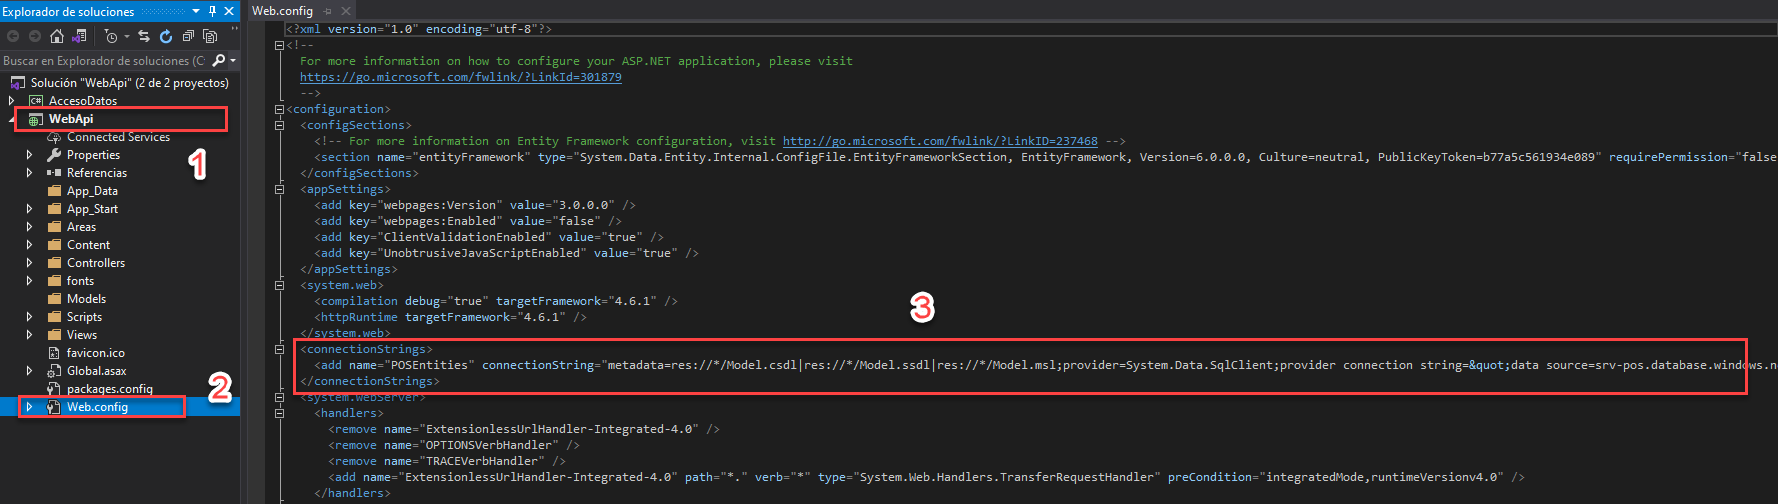 Explorador de soluciones
Buscar en Explorador de soluciones (C
Solución "WebApi" (2 de 2 proyectos)
C# AccesoDatos
WebApi
Connected Services
1
Properties
Referencias
App_Data
App_Start
Areas
Content
Controllers
fonts
Models
Scripts
Views
favicon.ico
Global.asax
packages.config
2
Web.config
Web.config
<?xml version="1.0" encoding="utf-8"?>
<!--
For more information on how to configure your ASP.NET application, please visit
https://go.microsoft.com/fwlink/?LinkId=301879
-->
<configuration>
<configSections>
<!-- For more information on Entity Framework configuration, visit http://go.microsoft.com/fwlink/?LinkID=237468 -->
<section name="entityFramework" type="System.Data.Entity.Internal.ConfigFile.EntityFrameworkSection, EntityFramework, Version=6.0.0.0, Culture=neutral, PublicKeyToken=b77a5c561934e089" requirePermission="false
</configSections>
<appSettings>
<add key="webpages:Version" value="3.0.0.0" />
<add key="webpages:Enabled" value="false" />
<add key="ClientValidationEnabled" value="true" />
<add key="UnobtrusiveJavaScriptEnabled" value="true" />
</appSettings>
<system.web>
<compilation debug="true" targetFramework="4.6.1" />
<httpRuntime targetFramework="4.6.1" />
</system.web>
3
<connectionStrings>
<add name="POSEntities" connectionString="metadata=res://*/Model.csdl|res://*/Model.ssdl|res://*/Model.msl;provider=System.Data.SqlClient;provider connection string=&quot;data source=srv-pos.database.windows.n
</connectionStrings>
<system.webServer>
<handlers>
<remove name="ExtensionlessUrlHandler-Integrated-4.0" />
<remove name="OPTIONSVerbHandler" />
<remove name="TRACEVerbHandler" />
<add name="ExtensionlessUrlHandler-Integrated-4.0" path="*." verb="*" type="System.Web.Handlers.TransferRequestHandler" preCondition="integratedMode,runtimeVersionv4.0" />
</handlers>